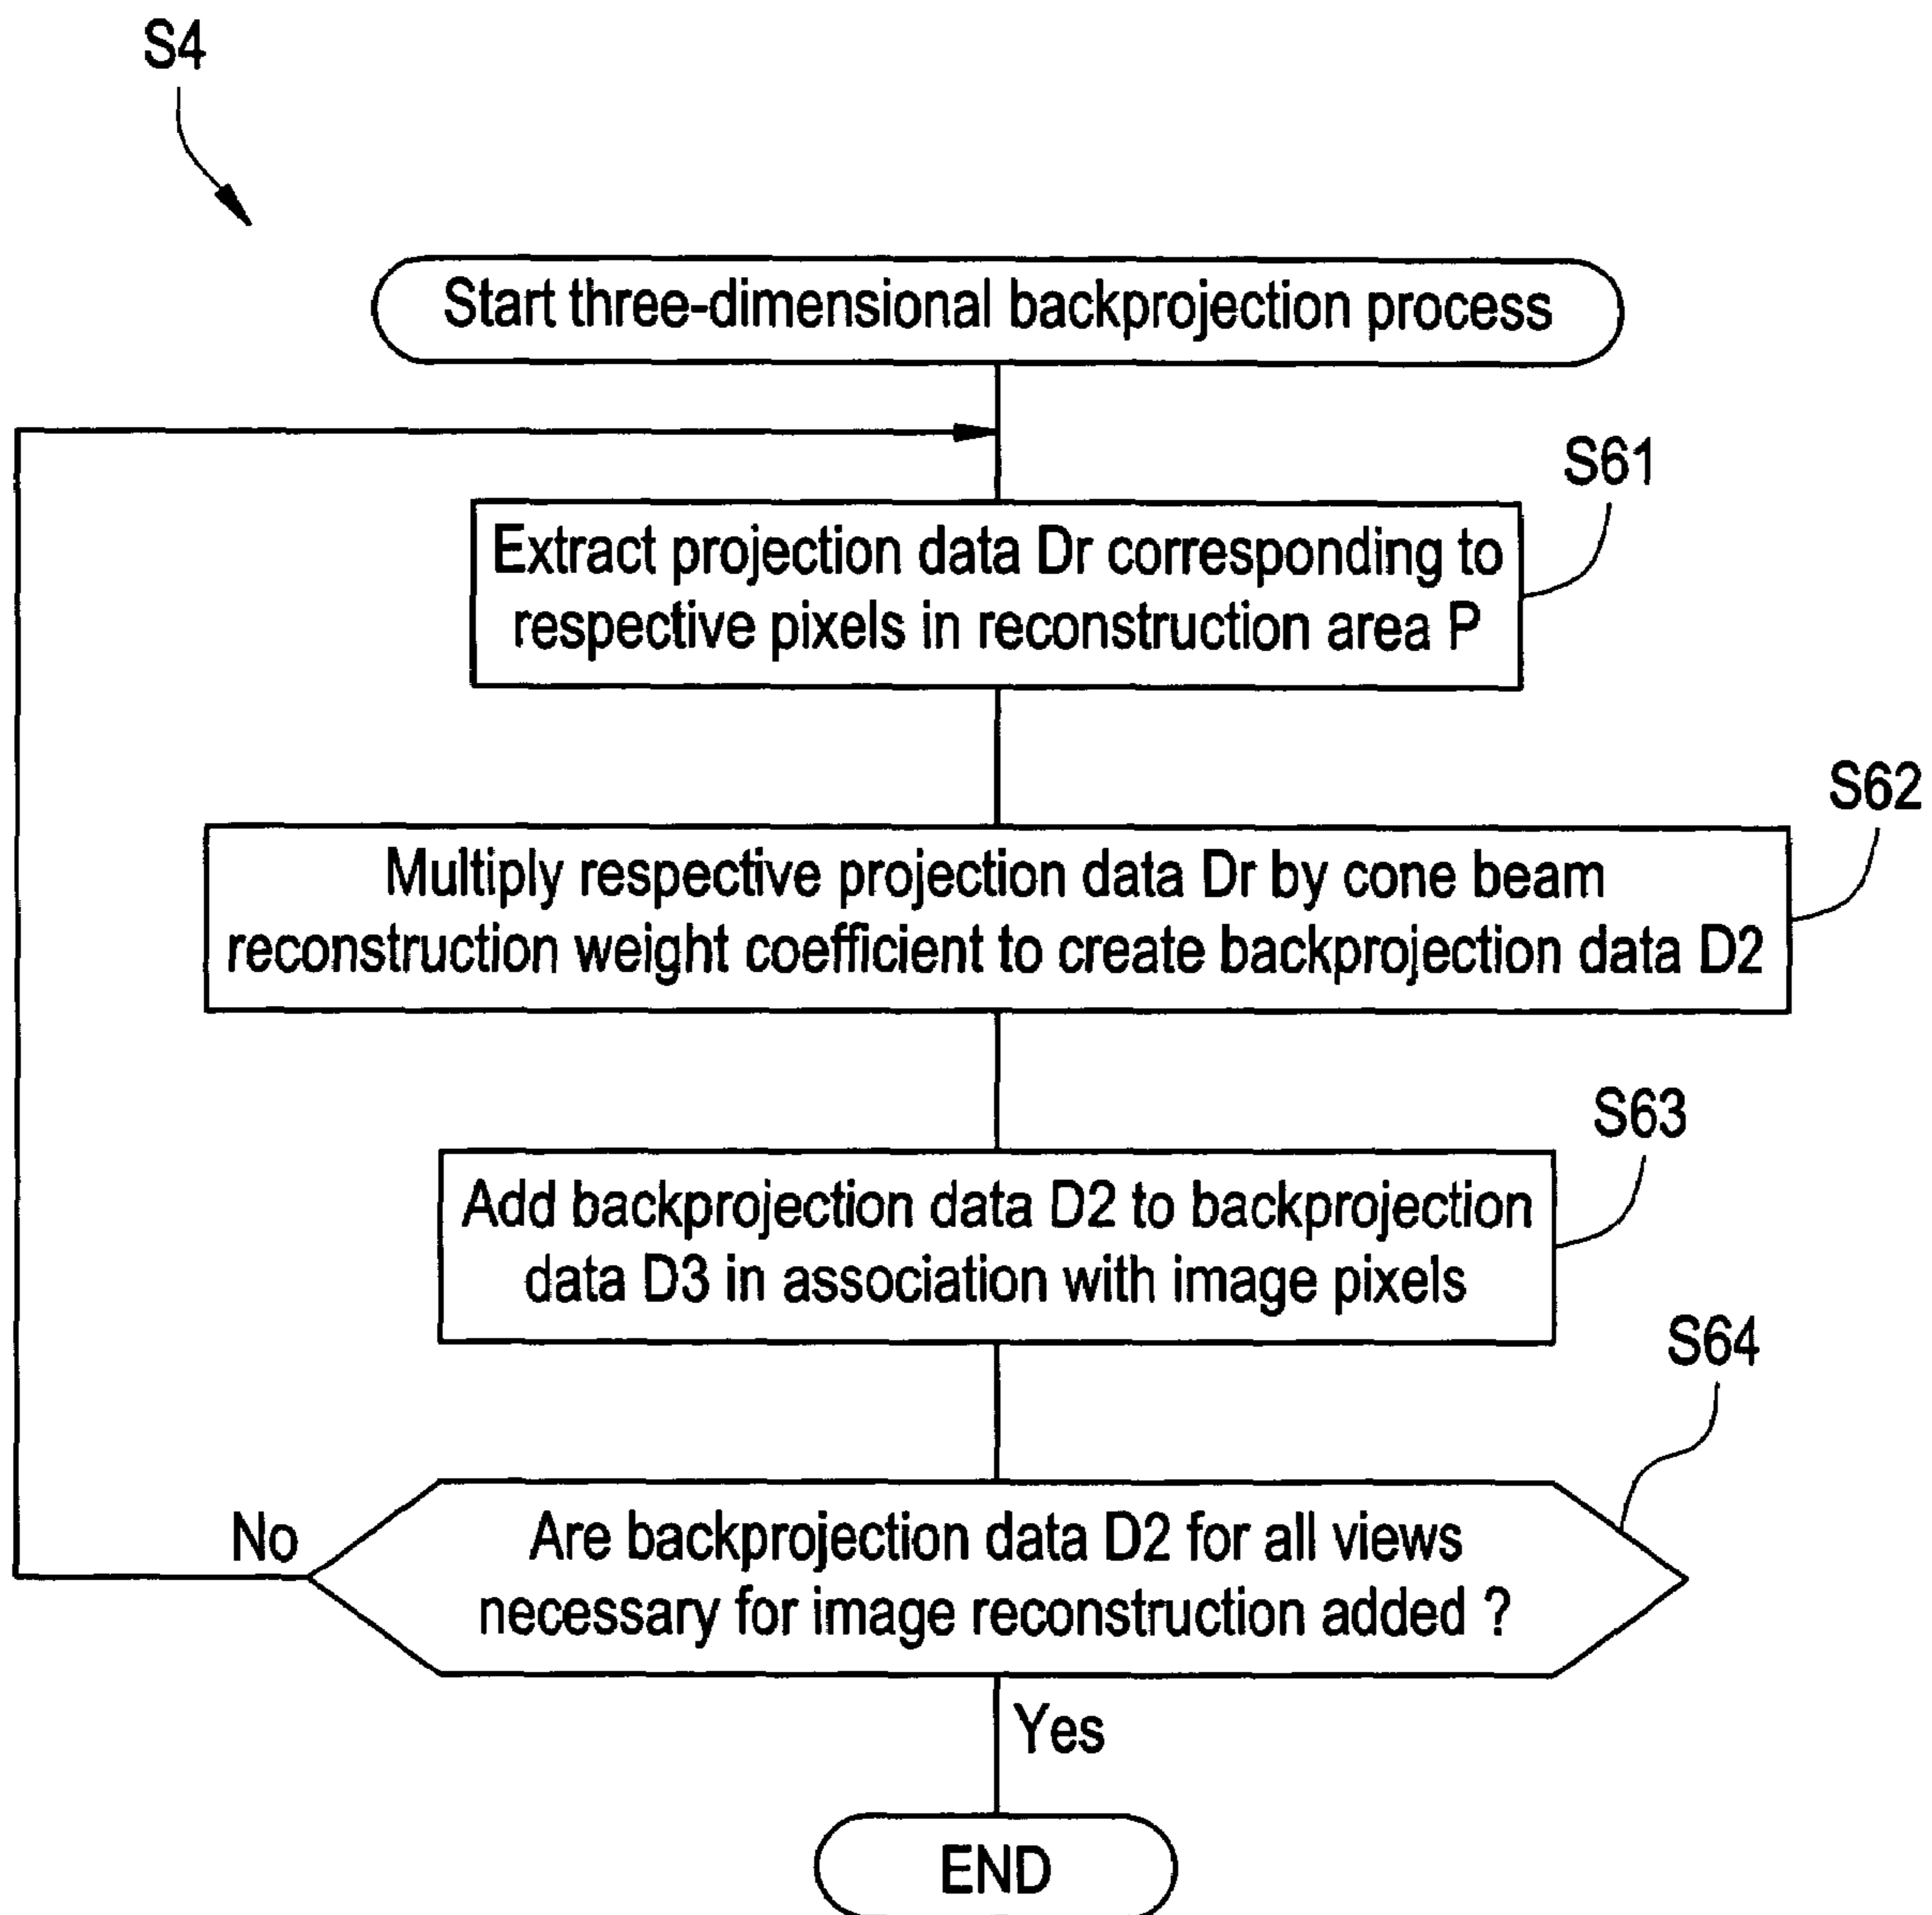 S4
Start three-dimensional backprojection process
S61
Extract projection data Dr corresponding to
respective pixels in reconstruction area P
S62
Multiply respective projection data Dr by cone beam
reconstruction weight coefficient to create backprojection data D2
S63
Add backprojection data D2 to backprojection
data D3 in association with image pixels
S64
No
Are backprojection data D2 for all views
necessary for image reconstruction added ?
Yes
END